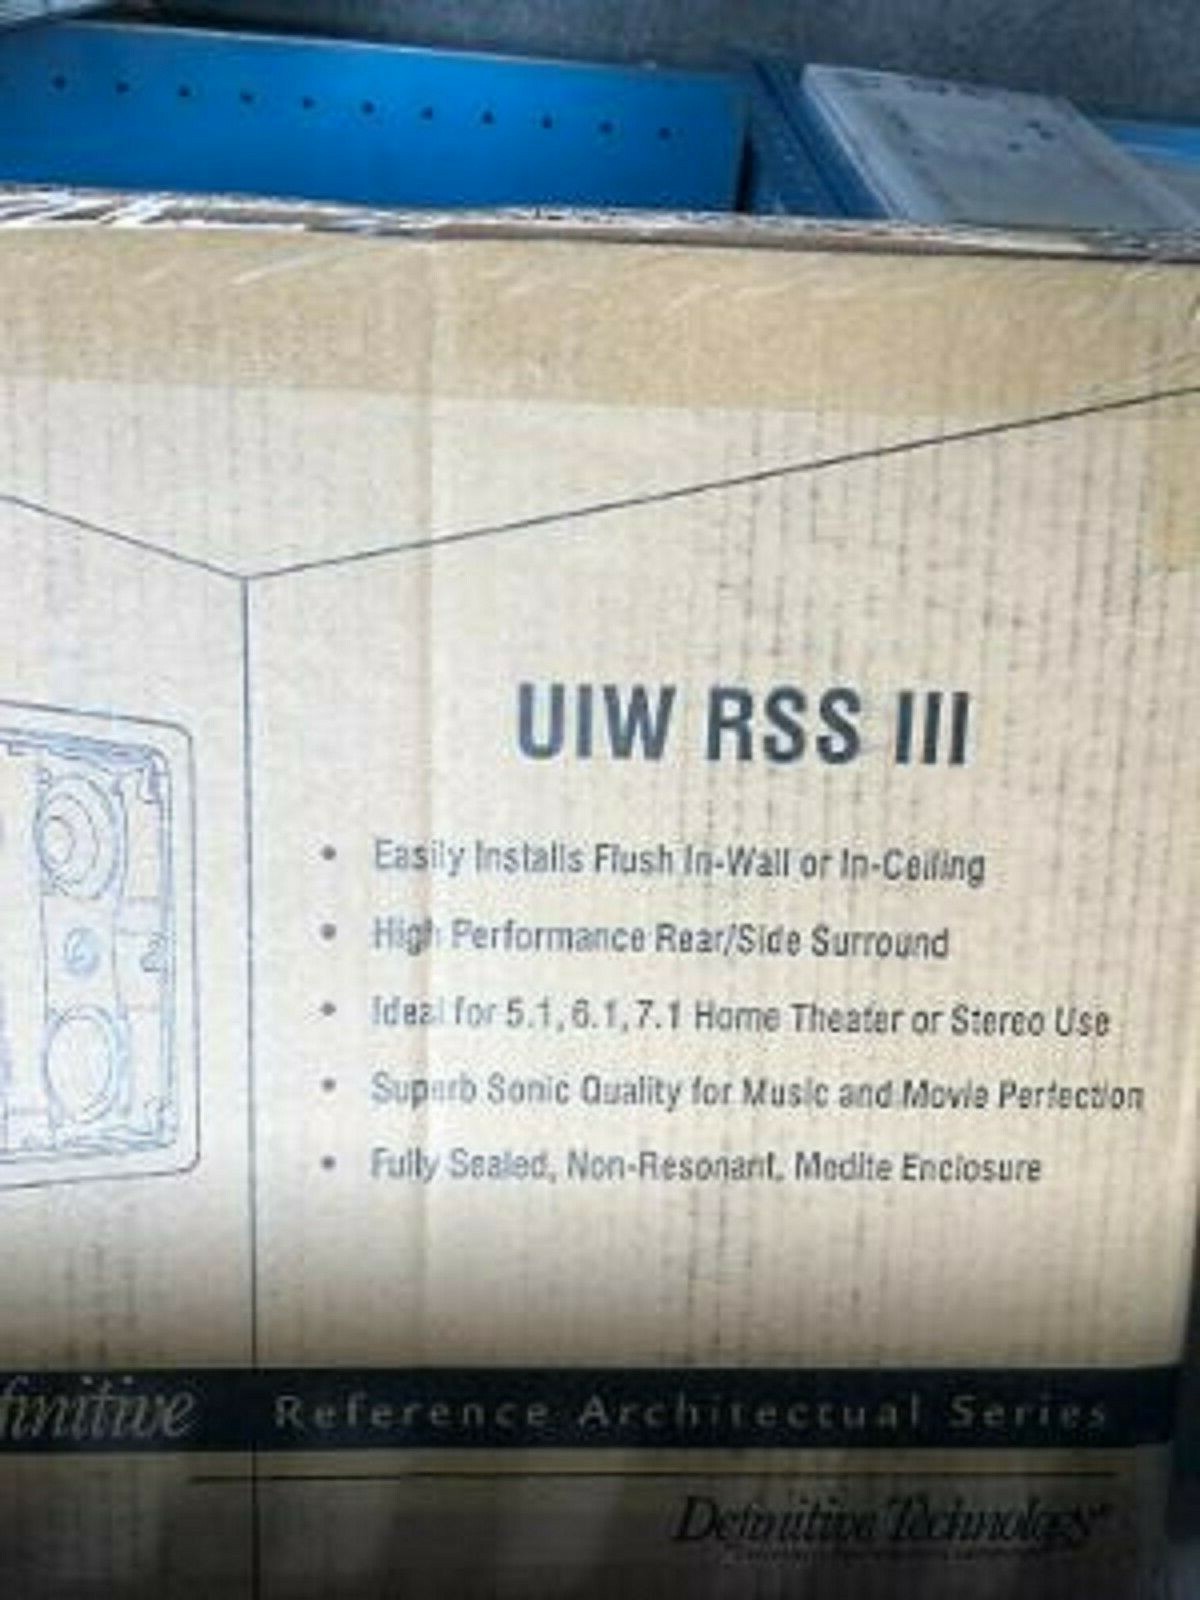 UIW RSS III
• Easily Installs Flush In-Wall or In-Ceiling
• High Performance Rear/Side Surround
• Ideal for 5.1, 6.1, 7.1 Home Theater or Stereo Use
• Superb Sonic Quality for Music and Movie Perfection
• Fully Sealed, Non-Resonant, Medite Enclosure
finitive Reference Architectual Series
Definitive Technology®